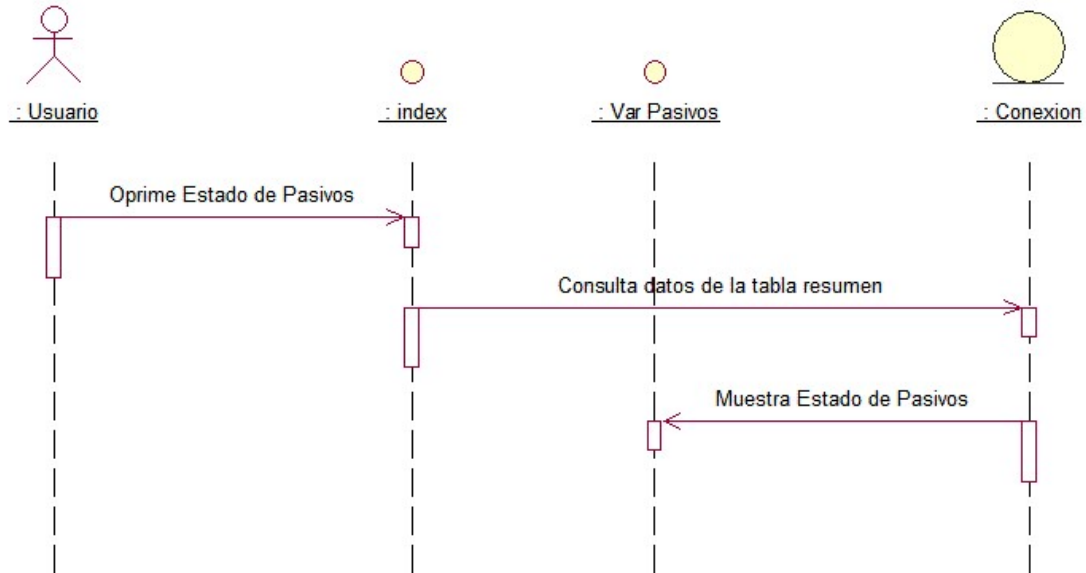 : Usuario
: index
: Var Pasivos
: Conexion
Oprime Estado de Pasivos
Consulta datos de la tabla resumen
Muestra Estado de Pasivos